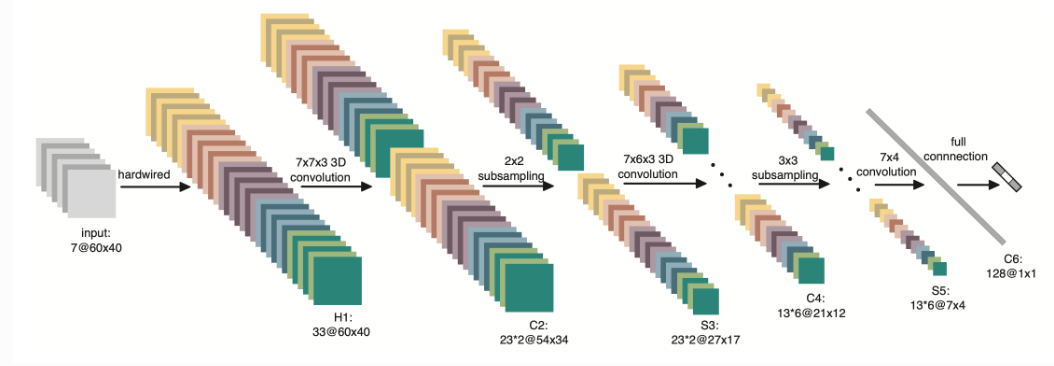 hardwired
input:
7@60x40
H1:
33@60x40
7x7x3 3D
convolution
C2:
23*2@54x34
2x2
subsampling
S3:
23*2@27x17
7x6x3 3D
convolution
C4:
13*6@21x12
3x3
subsampling
S5:
13*6@7x4
7x4
convolution
C6:
128@1x1
full
connnection